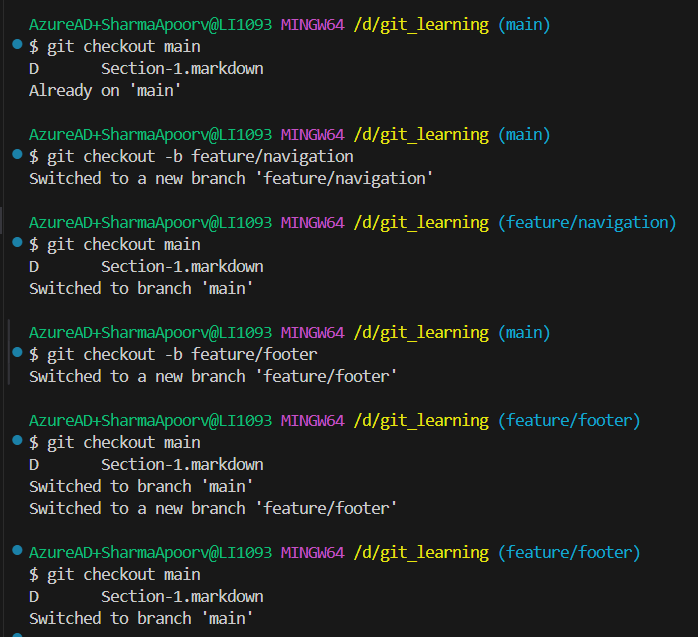 AzureAD+SharmaApoorv@LI1093 MINGW64 /d/git_learning (main)
$ git checkout main
D       Section-1.markdown
Already on 'main'
AzureAD+SharmaApoorv@LI1093 MINGW64 /d/git_learning (main)
$ git checkout -b feature/navigation
Switched to a new branch 'feature/navigation'
AzureAD+SharmaApoorv@LI1093 MINGW64 /d/git_learning (feature/navigation)
$ git checkout main
D       Section-1.markdown
Switched to branch 'main'
AzureAD+SharmaApoorv@LI1093 MINGW64 /d/git_learning (main)
$ git checkout -b feature/footer
Switched to a new branch 'feature/footer'
AzureAD+SharmaApoorv@LI1093 MINGW64 /d/git_learning (feature/footer)
$ git checkout main
D       Section-1.markdown
Switched to branch 'main'
Switched to a new branch 'feature/footer'
AzureAD+SharmaApoorv@LI1093 MINGW64 /d/git_learning (feature/footer)
$ git checkout main
D       Section-1.markdown
Switched to branch 'main'